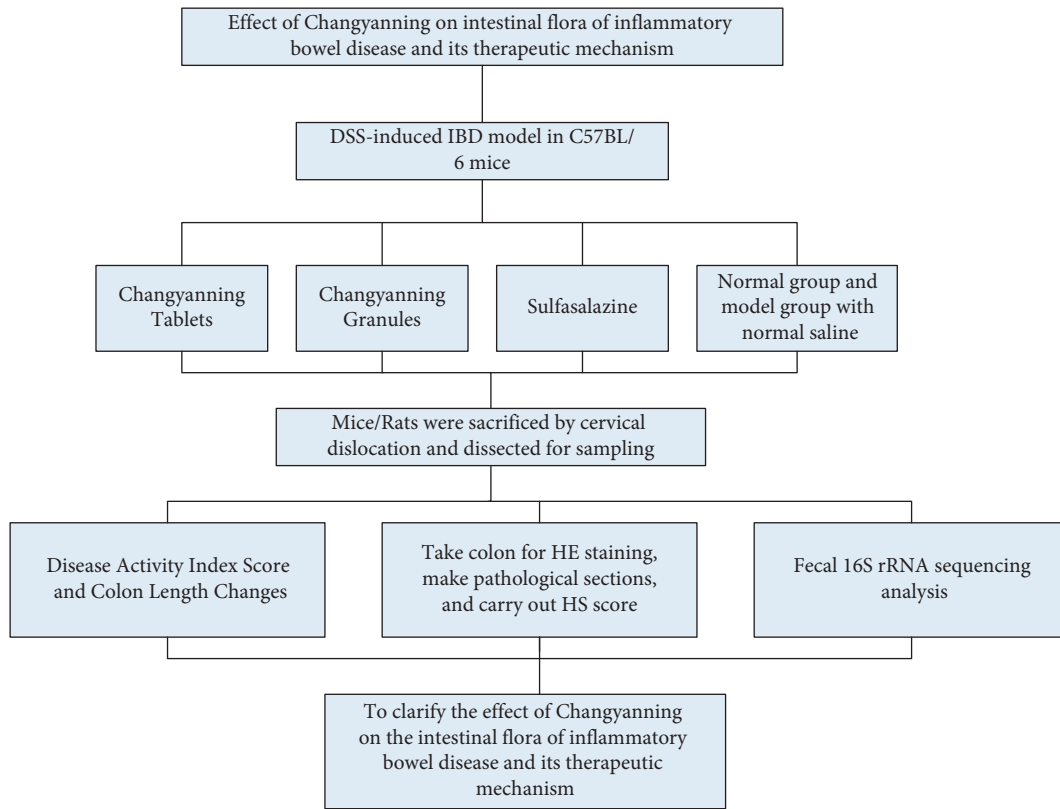 Effect of Changyanning on intestinal flora of inflammatory
bowel disease and its therapeutic mechanism
DSS-induced IBD model in C57BL/
6 mice
Changyanning
Tablets
Changyanning
Granules
Sulfasalazine
Normal group and
model group with
normal saline
Mice/Rats were sacrificed by cervical
dislocation and dissected for sampling
Disease Activity Index Score
and Colon Length Changes
Take colon for HE staining,
make pathological sections,
and carry out HS score
Fecal 16S rRNA sequencing
analysis
To clarify the effect of Changyanning
on the intestinal flora of inflammatory
bowel disease and its therapeutic
mechanism